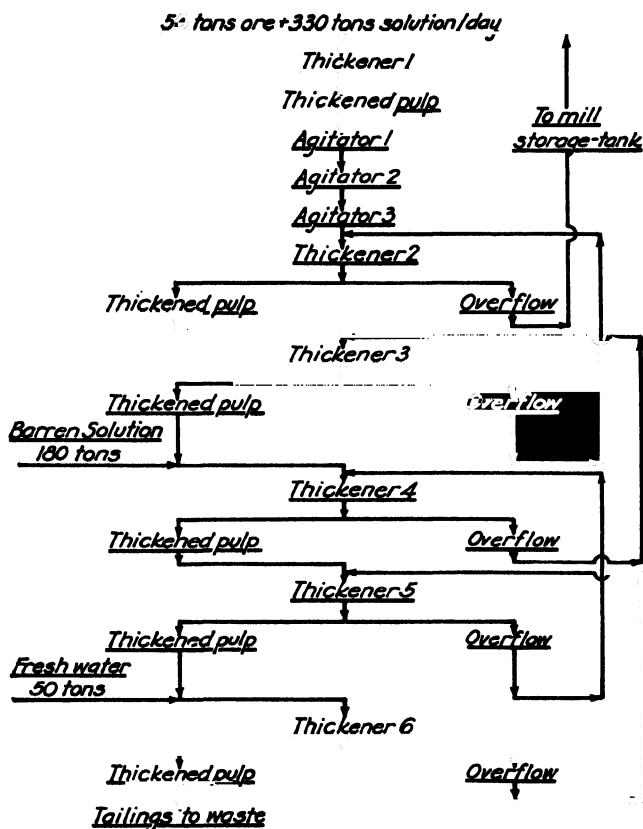 tons ore +330 tons solution/day
Thickener 1
Thickened pulp
To mill
storage-tank
Agitator 1
Agitator 2
Agitator 3
Thickener 2
Thickened pulp
Overflow
Thickener 3
Thickened pulp
Overflow
Barren Solution
180 tons
Thickener 4
Thickened pulp
Overflow
Thickener 5
Thickened pulp
Overflow
Fresh water
50 tons
Thickener 6
Thickened pulp
Overflow
Tailings to waste